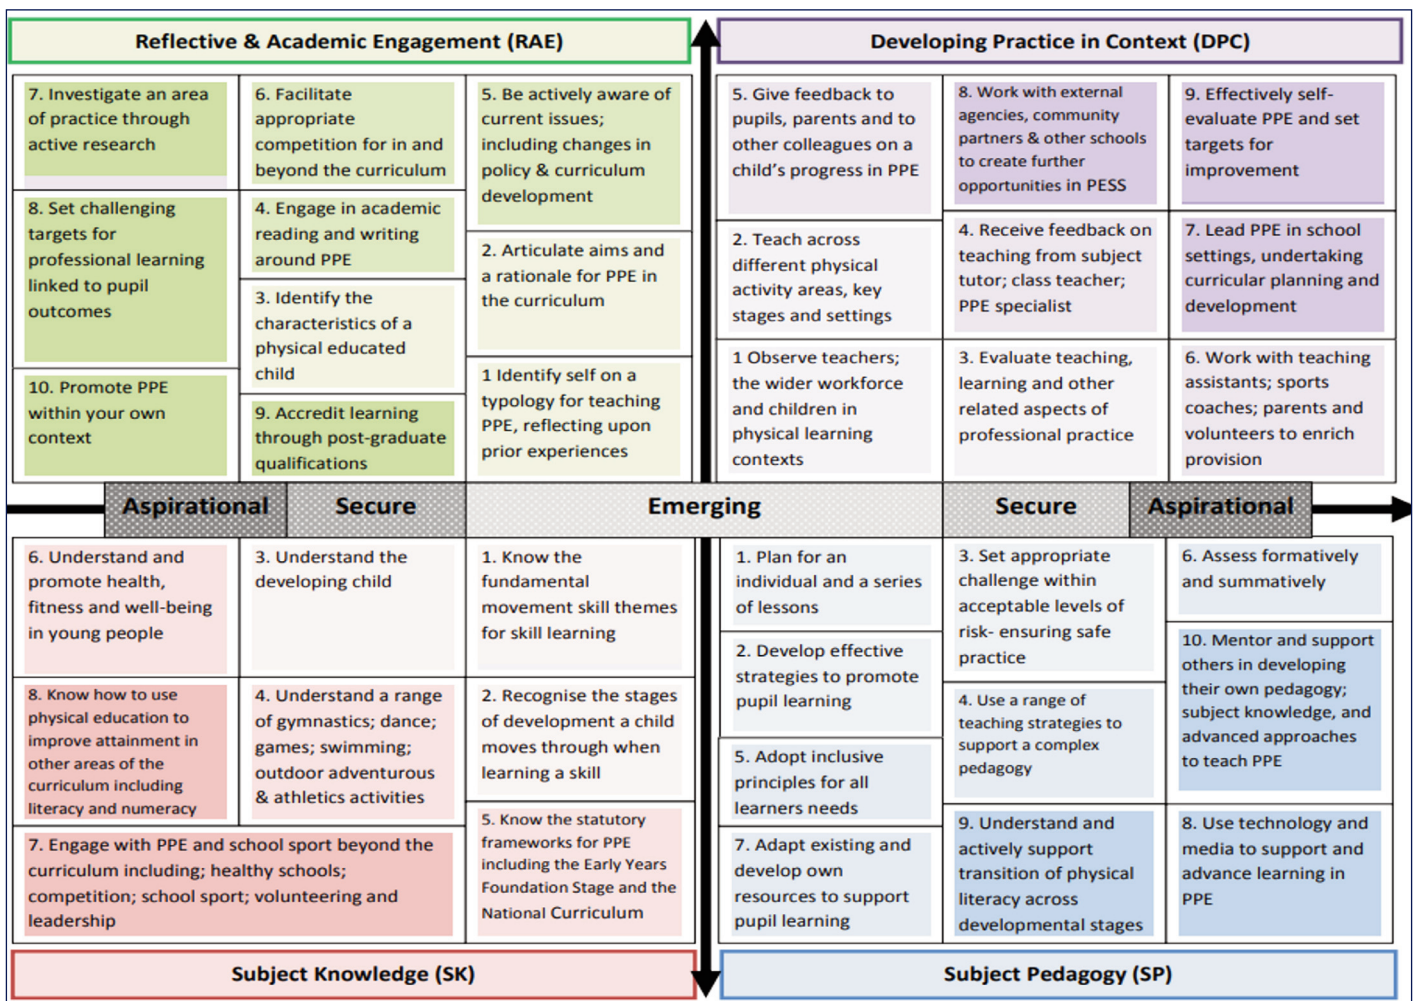 Reflective & Academic Engagement (RAE)
7. Investigate an area
of practice through
active research
6. Facilitate
appropriate
competition for in and
beyond the curriculum
5. Be actively aware of
current issues;
including changes in
policy & curriculum
development
8. Set challenging
targets for
professional learning
linked to pupil
outcomes
4. Engage in academic
reading and writing
around PPE
2. Articulate aims and
a rationale for PPE in
the curriculum
3. Identify the
characteristics of a
physical educated
child
10. Promote PPE
within your own
context
9. Accredit learning
through post-graduate
qualifications
1 Identify self on a
typology for teaching
PPE, reflecting upon
prior experiences
Developing Practice in Context (DPC)
5. Give feedback to
pupils, parents and to
other colleagues on a
child's progress in PPE
8. Work with external
agencies, community
partners & other schools
to create further
opportunities in PESS
9. Effectively self-
evaluate PPE and set
targets for
improvement
2. Teach across
different physical
activity areas, key
stages and settings
4. Receive feedback on
teaching from subject
tutor; class teacher;
PPE specialist
7. Lead PPE in school
settings, undertaking
curricular planning and
development
1 Observe teachers;
the wider workforce
and children in
physical learning
contexts
3. Evaluate teaching,
learning and other
related aspects of
professional practice
6. Work with teaching
assistants; sports
coaches; parents and
volunteers to enrich
provision
Aspirational
Secure
Emerging
Secure
Aspirational
6. Understand and
promote health,
fitness and well-being
in young people
3. Understand the
developing child
1. Know the
fundamental
movement skill themes
for skill learning
8. Know how to use
physical education to
improve attainment in
other areas of the
curriculum including
literacy and numeracy
4. Understand a range
of gymnastics; dance;
games; swimming;
outdoor adventurous
& athletics activities
2. Recognise the stages
of development a child
moves through when
learning a skill
7. Engage with PPE and school sport beyond the
curriculum including; healthy schools;
competition; school sport; volunteering and
leadership
5. Know the statutory
frameworks for PPE
including the Early Years
Foundation Stage and the
National Curriculum
Subject Knowledge (SK)
1. Plan for an
individual and a series
of lessons
3. Set appropriate
challenge within
acceptable levels of
risk- ensuring safe
practice
6. Assess formatively
and summatively
2. Develop effective
strategies to promote
pupil learning
4. Use a range of
teaching strategies to
support a complex
pedagogy
10. Mentor and support
others in developing
their own pedagogy;
subject knowledge, and
advanced approaches
to teach PPE
5. Adopt inclusive
principles for all
learners needs
7. Adapt existing and
develop own
resources to support
pupil learning
9. Understand and
actively support
transition of physical
literacy across
developmental stages
8. Use technology and
media to support and
advance learning in
PPE
Subject Pedagogy (SP)